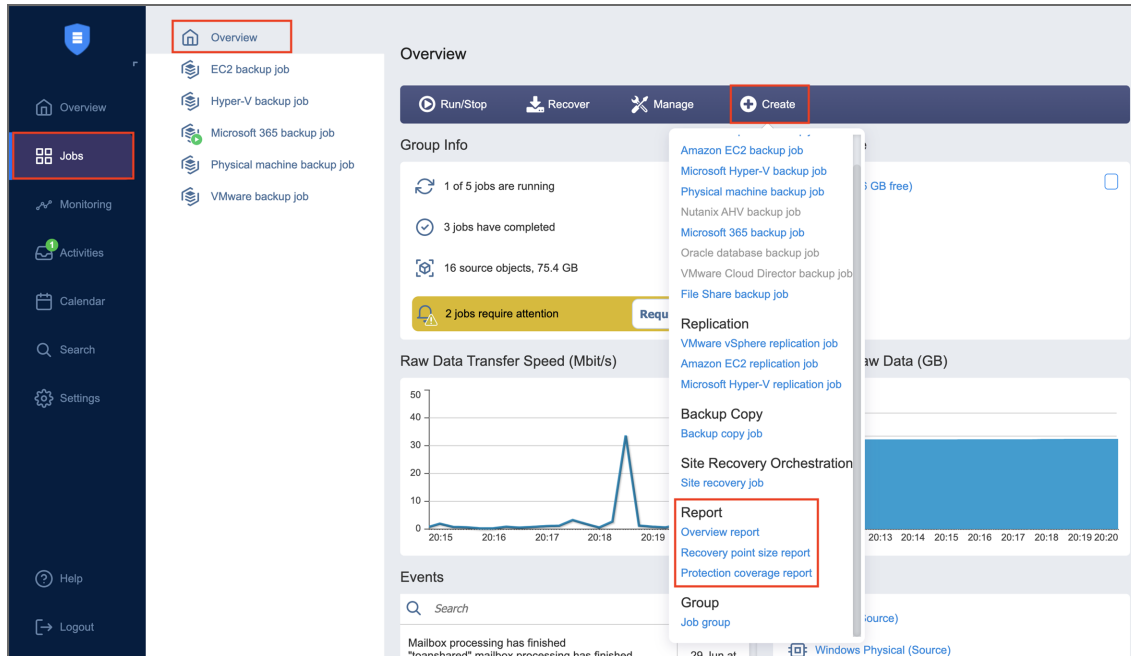 Overview
Jobs
Monitoring
1
Activities
Calendar
Search
Settings
Help
Logout
Overview
EC2 backup job
Hyper-V backup job
Microsoft 365 backup job
Physical machine backup job
VMware backup job
Overview
Run/Stop
Recover
Manage
Create
Group Info
1 of 5 jobs are running
3 jobs have completed
16 source objects, 75.4 GB
2 jobs require attention
Requ
GB free)
Amazon EC2 backup job
Microsoft Hyper-V backup job
Physical machine backup job
Nutanix AHV backup job
Microsoft 365 backup job
Oracle database backup job
VMware Cloud Director backup job
File Share backup job
Replication
VMware vSphere replication job
Amazon EC2 replication job
Microsoft Hyper-V replication job
Backup Copy
Backup copy job
Site Recovery Orchestration
Site recovery job
Report
Overview report
Recovery point size report
Protection coverage report
Group
Job group
Raw Data Transfer Speed (Mbit/s)
50
40
30
20
10
0
20:15 20:16 20:17 20:18 20:19
aw Data (GB)
20:13 20:14 20:15 20:16 20:17 20:18 20:19 20:20
Events
Search
Mailbox processing has finished
29 Jun at
ource)
Windows Physical (Source)